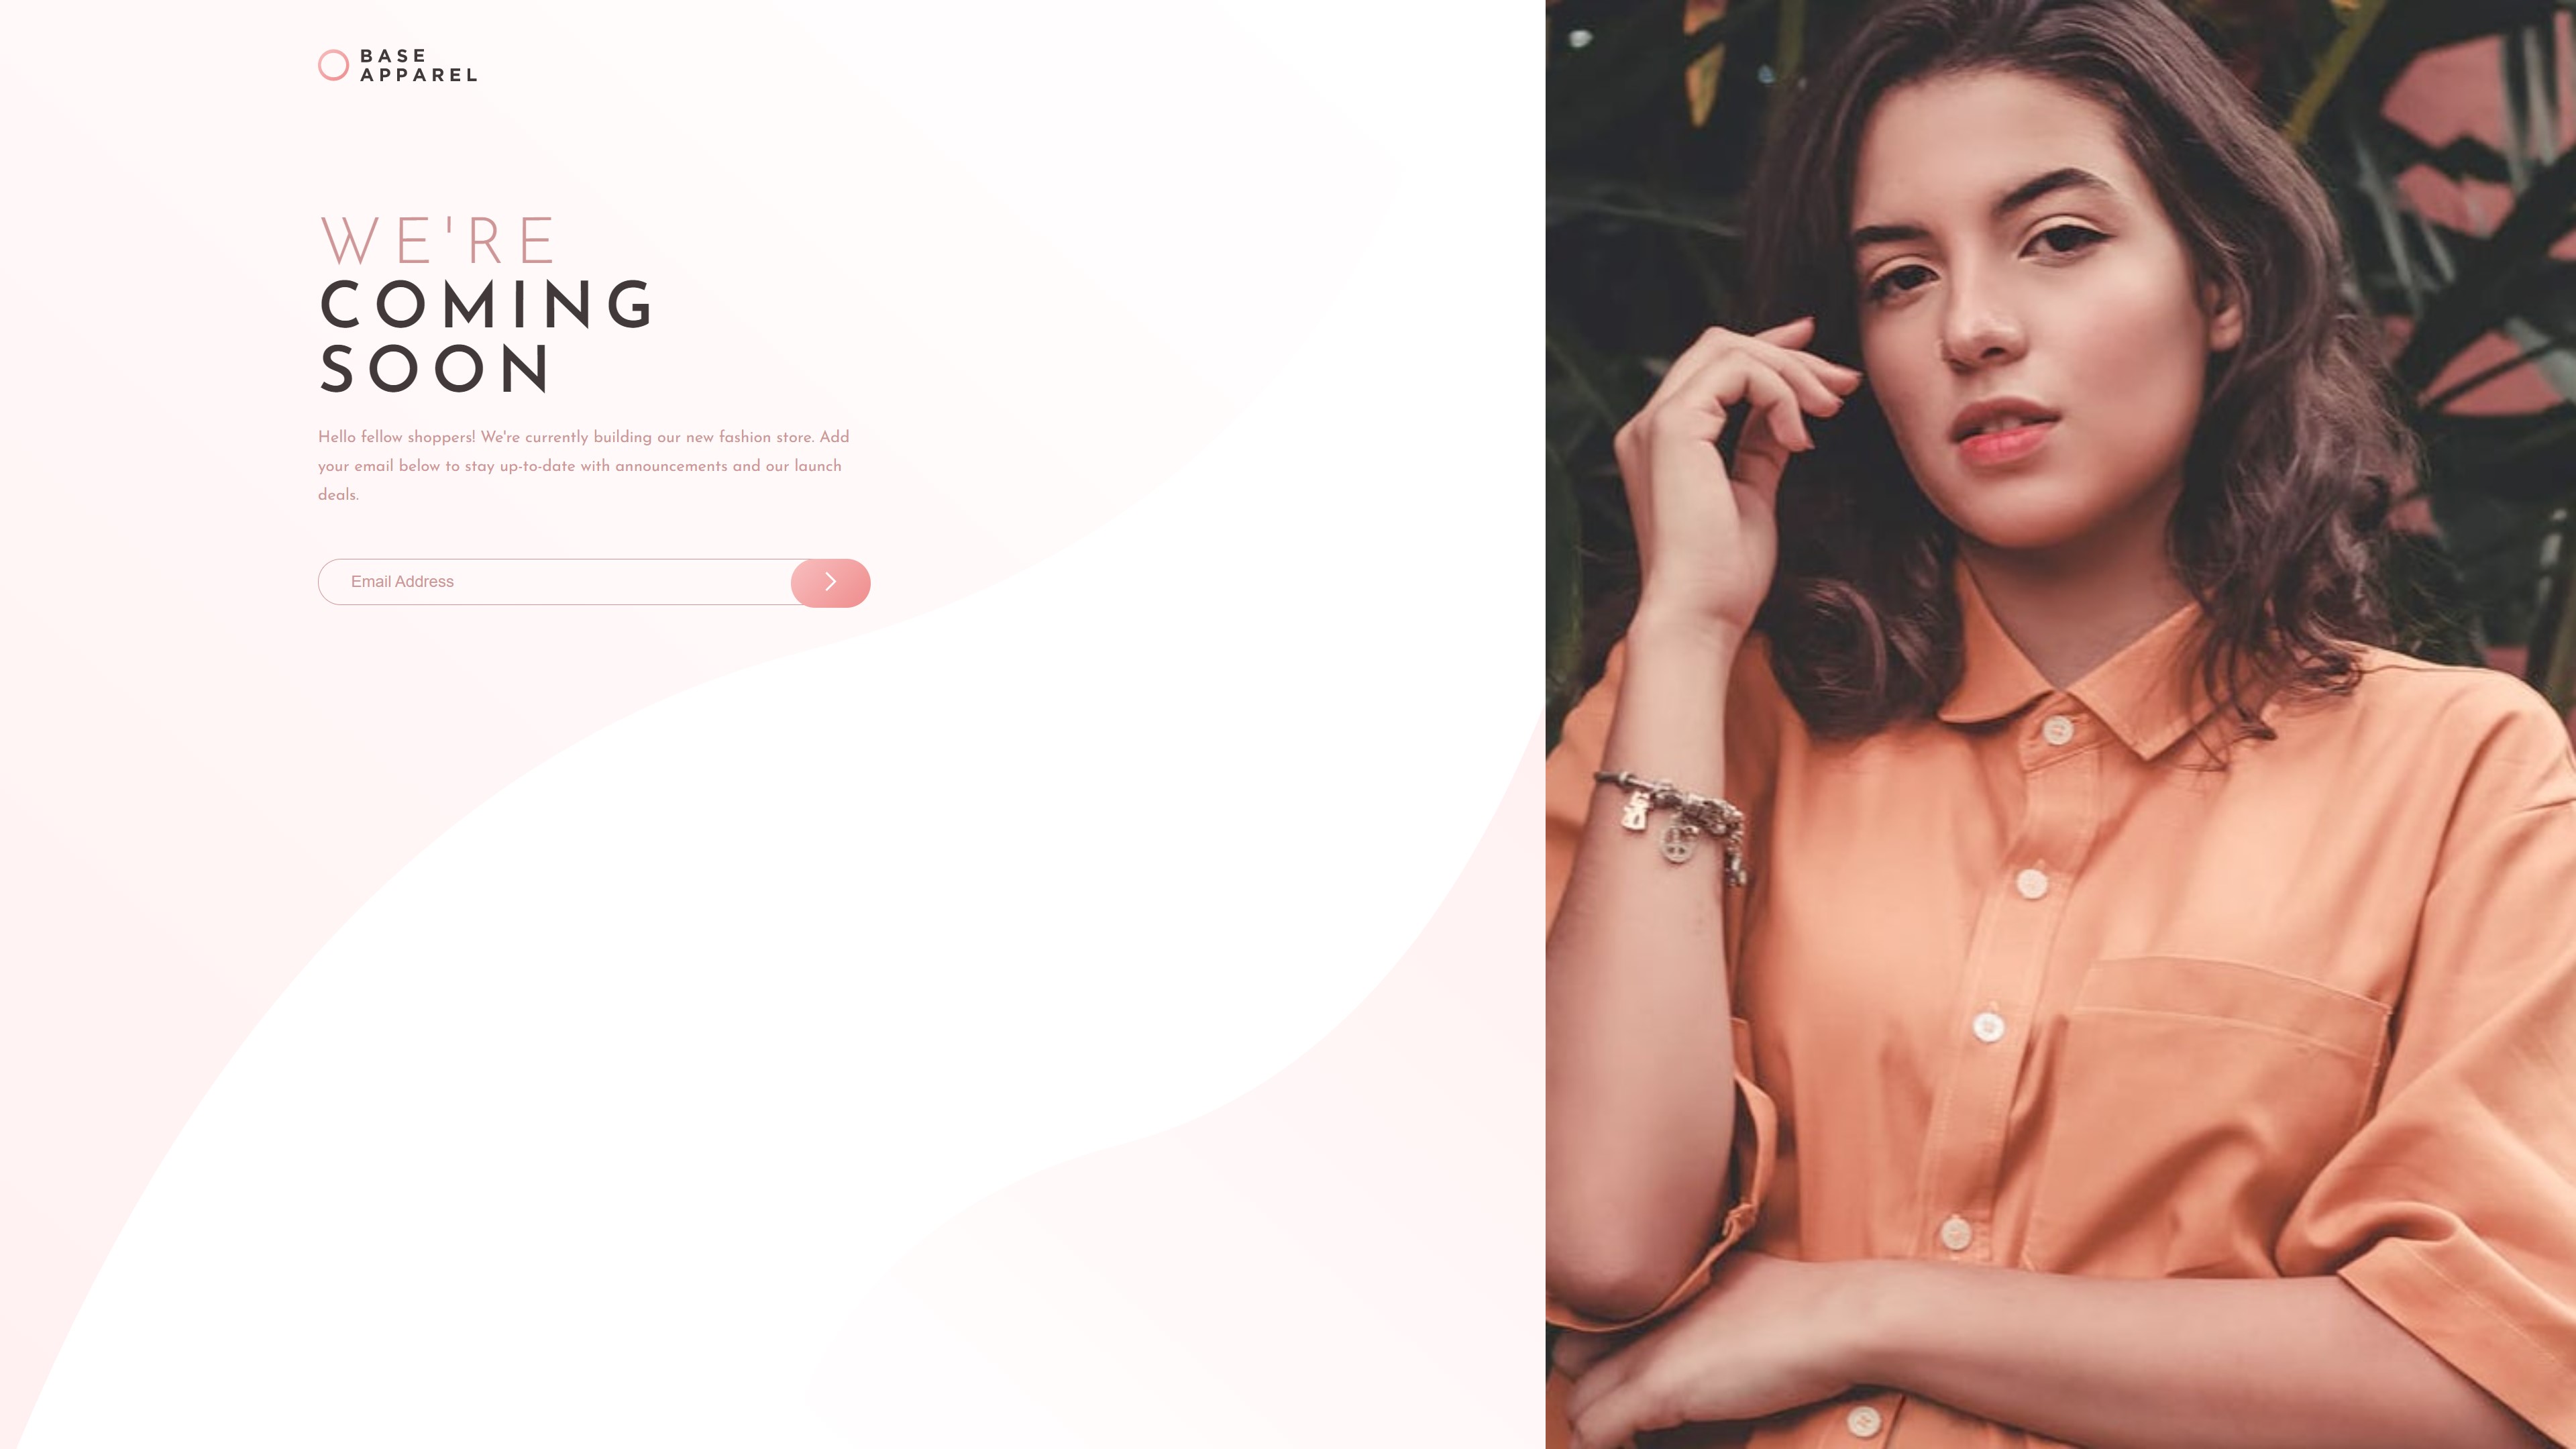 BASE
APPAREL
WE'RE
COMING
SOON
Hello fellow shoppers! We're currently building our new fashion store. Add
your email below to stay up-to-date with announcements and our launch
deals.
Email Address